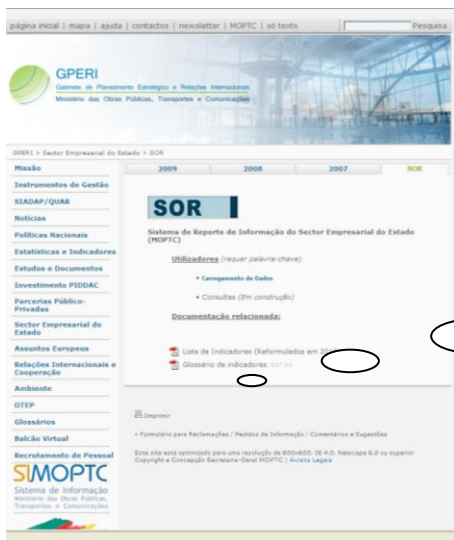 página inicial | mapa | ajuda | contactos | newsletter | MOPTC | só texto
Pesquisa
GPERI
Gabinete de Planeamento Estratégico e Relações Internacionais
Ministério das Obras Públicas, Transportes e Comunicações
GPERI > Sector Empresarial do Estado > SOR
Missão
Instrumentos de Gestão
SIADAP/QUAR
Notícias
Políticas Nacionais
Estatísticas e Indicadores
Estudos e Documentos
Investimento PIDDAC
Parcerias Público-
Privadas
Sector Empresarial do
Estado
Assuntos Europeus
Relações Internacionais e
Cooperação
Ambiente
OTEP
Glossários
Balcão Virtual
Recrutamento de Pessoal
SIMOPTC
Sistema de Informação
Ministério das Obras Públicas,
Transportes e Comunicações
2009 2008 2007 SOR
SOR
Sistema de Reporte de Informação do Sector Empresarial do Estado
(MOPTC)
Utilizadores (requer palavra-chave)
• Carregamento de Dados
• Consultas (Em construção)
Documentação relacionada:
Lista de Indicadores (Reformulados em
Glossário de indicadores
Imprimir
» Formulário para Reclamações / Pedidos de Informação / Comentários e Sugestões
Este site está optimizado para uma resolução de 800x600, IE 4.0, Netscape 6.0 ou superior
Copyright e Concepção Secretaria-Geral MOPTC | Avisos Legais